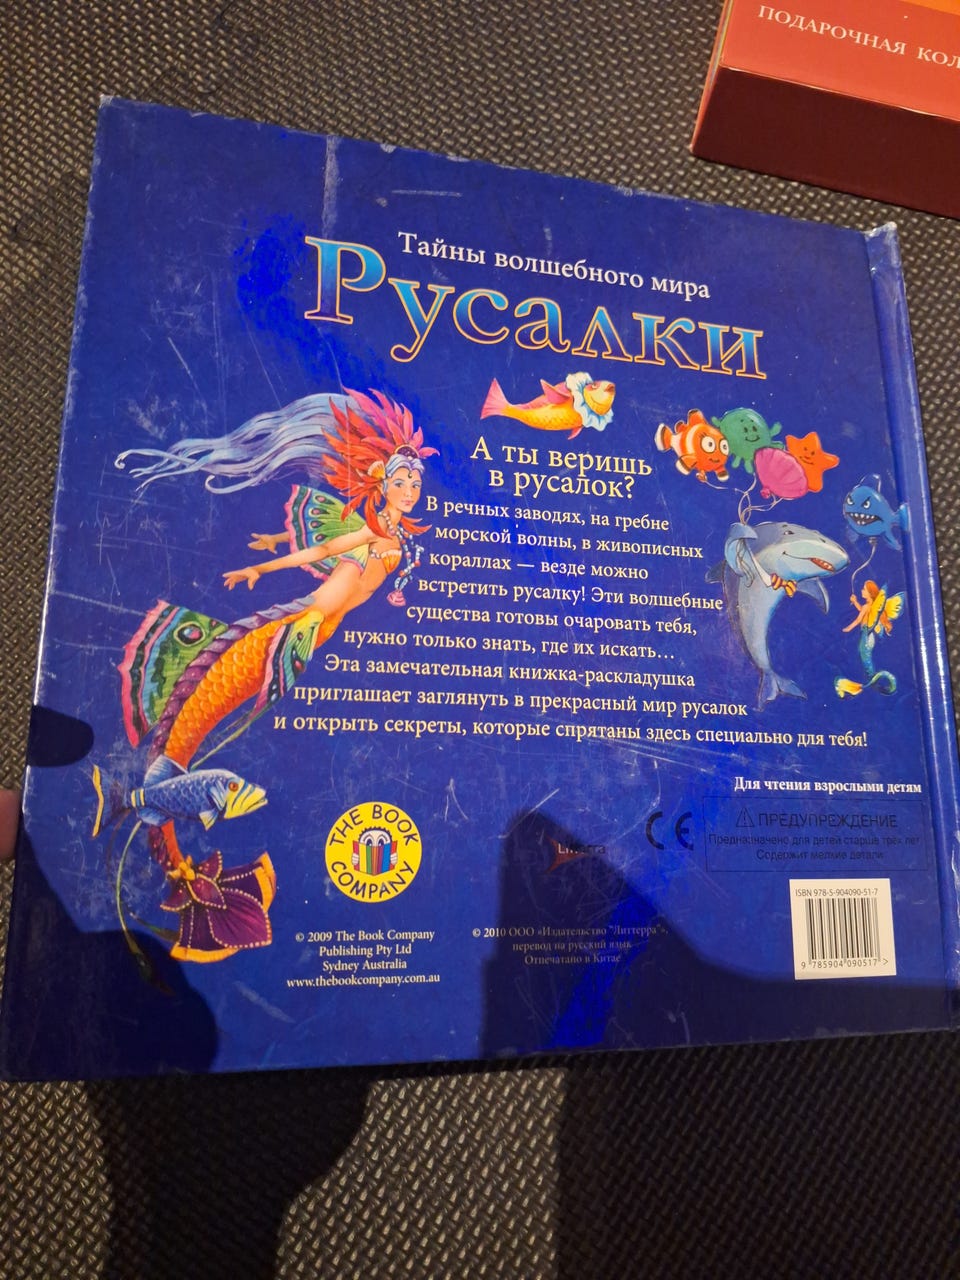 ПОДАРОЧНАЯ КОЛ
Тайны волшебного мира
Русалки
А ты веришь
в русалок?
В речных заводях, на гребне
морской волны, в живописных
кораллах — везде можно
встретить русалку! Эти волшебные
существа готовы очаровать тебя,
нужно только знать, где их искать...
Эта замечательная книжка-раскладушка
приглашает заглянуть в прекрасный мир русалок
и открыть секреты, которые спрятаны здесь специально для тебя!
Для чтения взрослыми детям
ПРЕДУПРЕЖДЕНИЕ
Предназначено для детей старше трёх лет
Содержит мелкие детали
THE BOOK
COMPANY
Литтерра
CE
ISBN 978-5-904090-51-7
9 785904 090517 >
© 2009 The Book Company
Publishing Pty Ltd
Sydney Australia
www.thebookcompany.com.au
© 2010 ООО «Издательство "Литтерра"»,
перевод на русский язык
Отпечатано в Китае